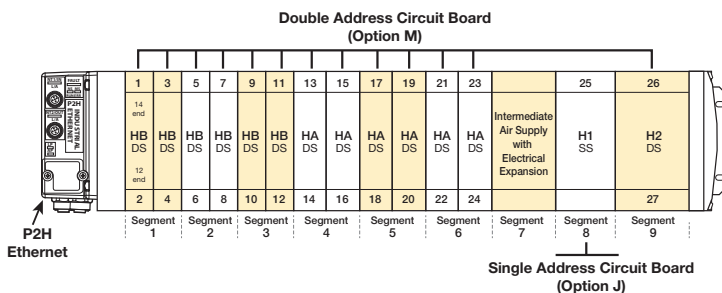 Double Address Circuit Board
(Option M)
1 3 5 7 9 11 13 15 17 19 21 23 25 26
14
end
HB
DS
HB
DS
HB
DS
HB
DS
HB
DS
HB
DS
HA
DS
HA
DS
HA
DS
HA
DS
HA
DS
HA
DS
Intermediate
Air Supply
with
Electrical
Expansion
H1
SS
H2
DS
12
end
2 4 6 8 10 12 14 16 18 20 22 24 27
Segment
1
Segment
2
Segment
3
Segment
4
Segment
5
Segment
6
Segment
7
Segment
8
Segment
9
P2H
INDUSTRIAL
ETHERNET
FAULT
P2H
Ethernet
Single Address Circuit Board
(Option J)